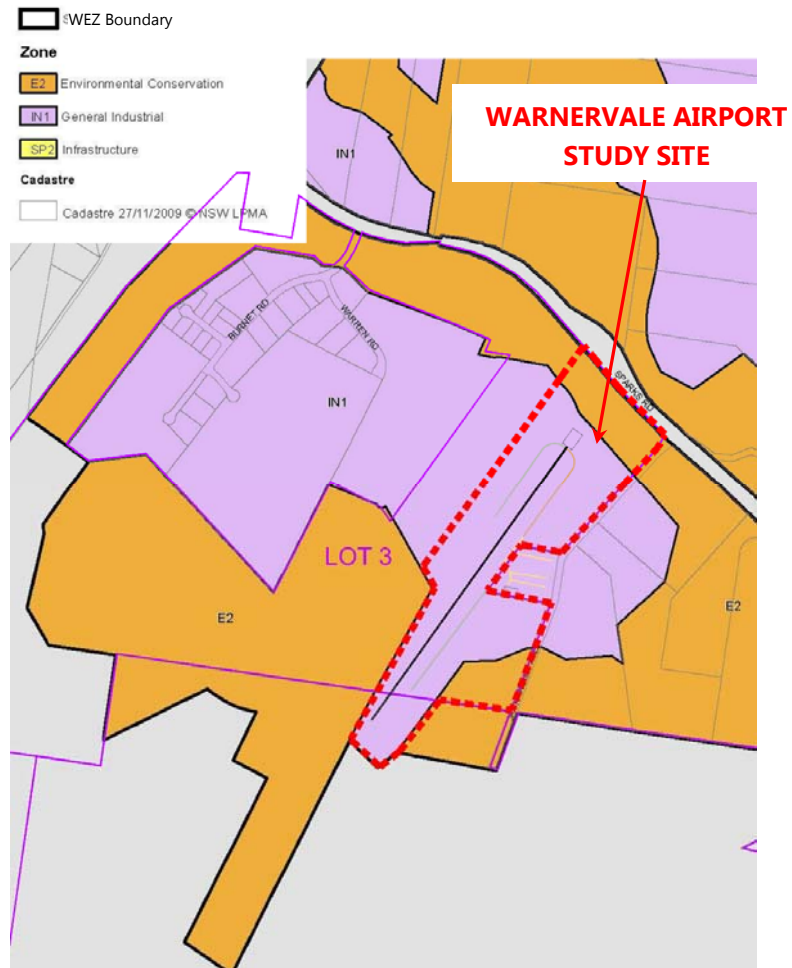 WEZ Boundary
Zone
E2 Environmental Conservation
IN1 General Industrial
SP2 Infrastructure
Cadastre
Cadastre 27/11/2009 © NSW LPMA
WARNERVALE AIRPORT
STUDY SITE
IN1
BURNET RD
WARREN RD
SPARKS RD
IN1
LOT 3
E2
E2